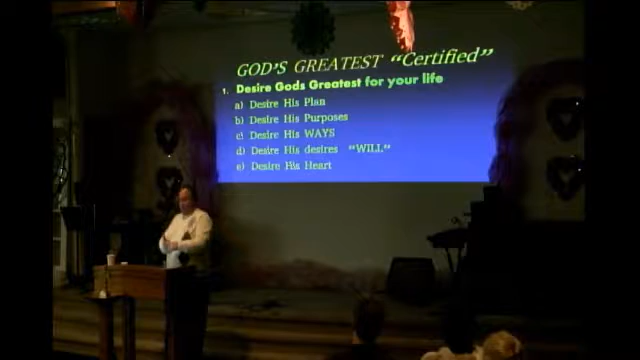 GOD'S GREATEST "Certified"
1. Desire Gods Greatest for your life
a) Desire His Plan
b) Desire His Purposes
c) Desire His WAYS
d) Desire His desires "WILL"
e) Desire His Heart